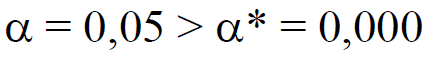 α = 0,05 > α* = 0,000